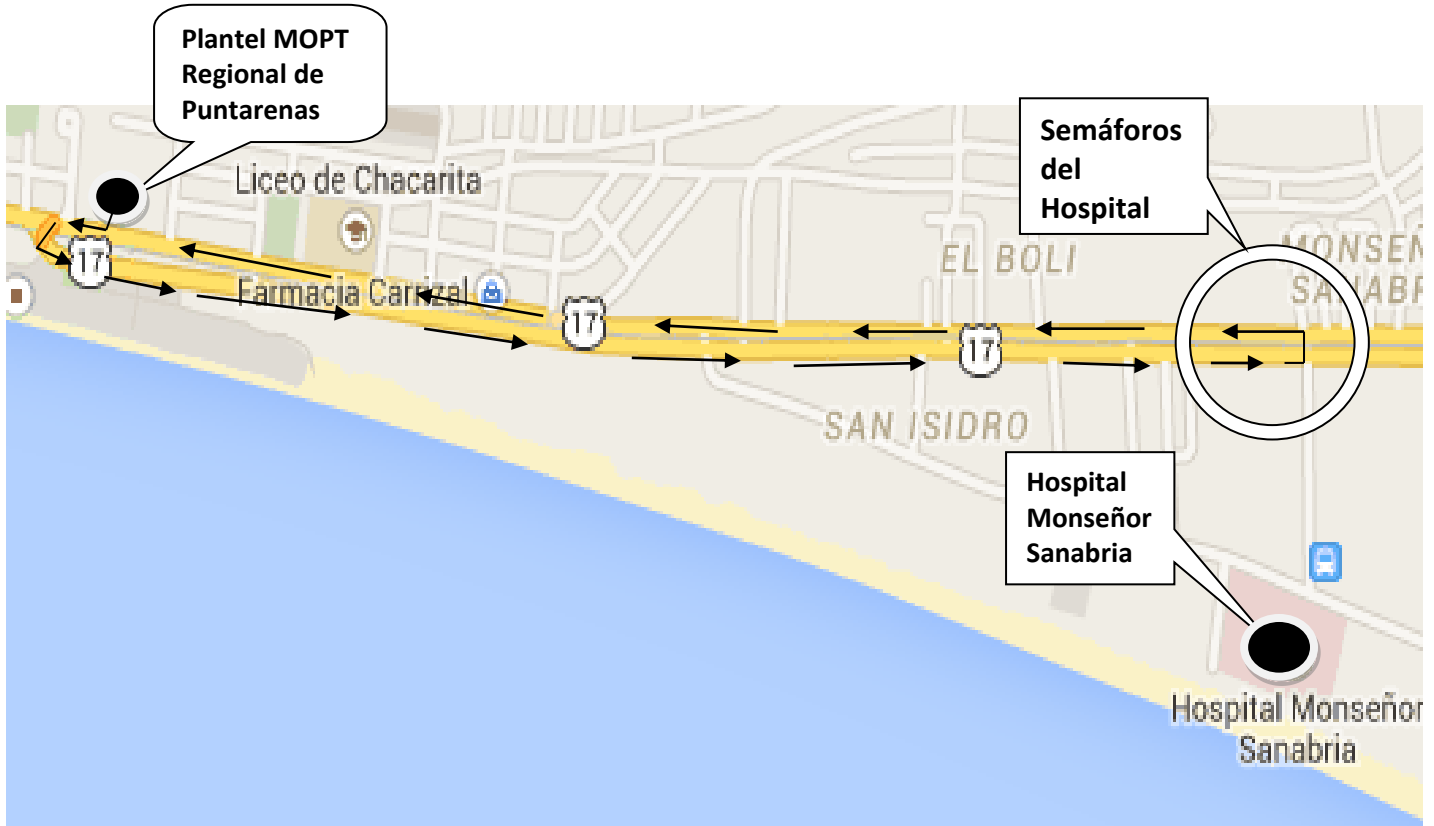 Plantel MOPT
Regional de
Puntarenas
Semáforos
del
Hospital
Liceo de Chacarita
EL BOLI
17
Farmacia Carrizal
17
17
SAN ISIDRO
Hospital
Monseñor
Sanabria
Hospital Monseñor
Sanabria